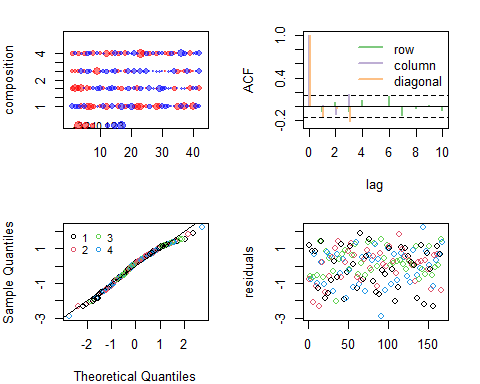 composition
4
2
1
10 20 30 40
ACF
1.0
0.4
-0.2
row
column
diagonal
0 2 4 6 8 10
lag
Sample Quantiles
1
-1
-3
1 3
2 4
-2 -1 0 1 2
Theoretical Quantiles
residuals
1
-1
-3
0 50 100 150